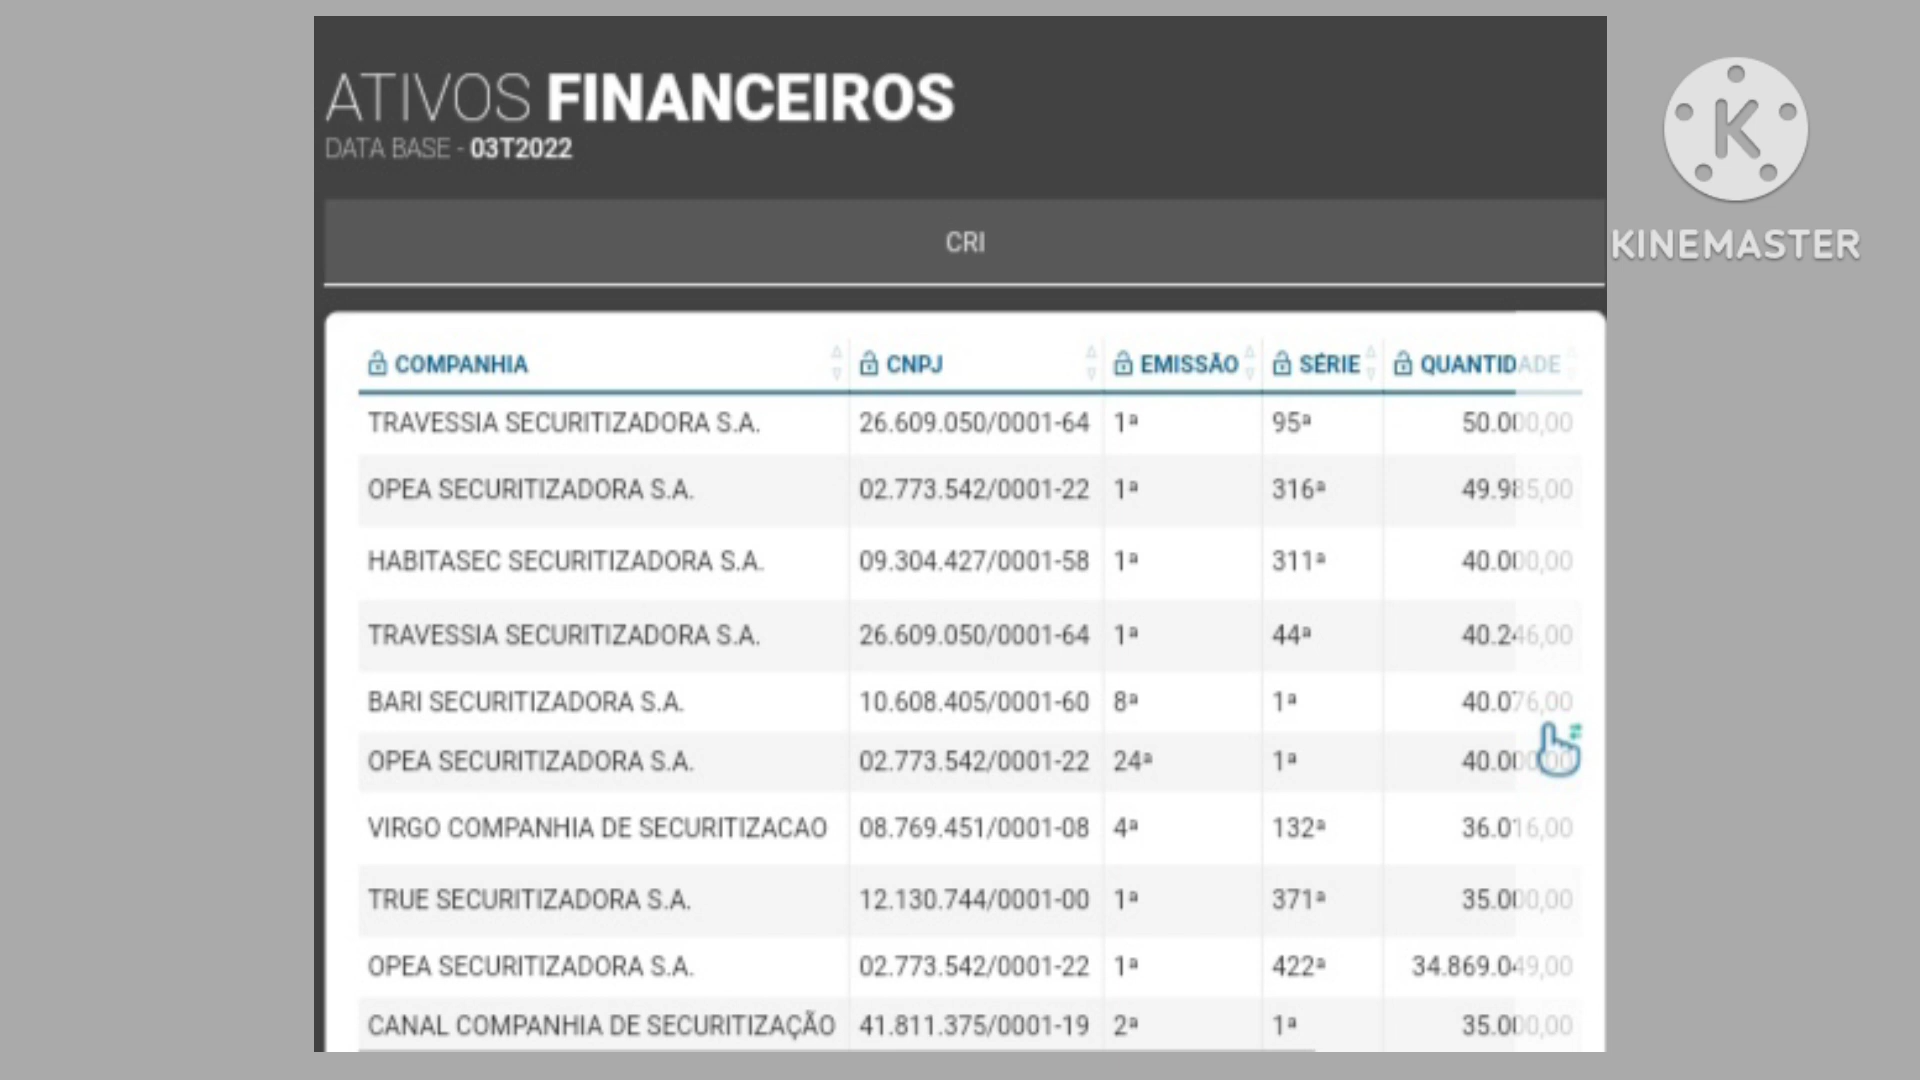 ATIVOS FINANCEIROS
DATA BASE - 03T2022
K
KINEMASTER
CRI
COMPANHIA CNPJ EMISSÃO SÉRIE QUANTIDADE
TRAVESSIA SECURITIZADORA S.A. 26.609.050/0001-64 1ª 95ª 50.000,00
OPEA SECURITIZADORA S.A. 02.773.542/0001-22 1ª 316ª 49.985,00
HABITASEC SECURITIZADORA S.A. 09.304.427/0001-58 1ª 311ª 40.000,00
TRAVESSIA SECURITIZADORA S.A. 26.609.050/0001-64 1ª 44ª 40.246,00
BARI SECURITIZADORA S.A. 10.608.405/0001-60 8ª 1ª 40.076,00
OPEA SECURITIZADORA S.A. 02.773.542/0001-22 24ª 1ª 40.000,00
VIRGO COMPANHIA DE SECURITIZACAO 08.769.451/0001-08 4ª 132ª 36.016,00
TRUE SECURITIZADORA S.A. 12.130.744/0001-00 1ª 371ª 35.000,00
OPEA SECURITIZADORA S.A. 02.773.542/0001-22 1ª 422ª 34.869.049,00
CANAL COMPANHIA DE SECURITIZAÇÃO 41.811.375/0001-19 2ª 1ª 35.000,00